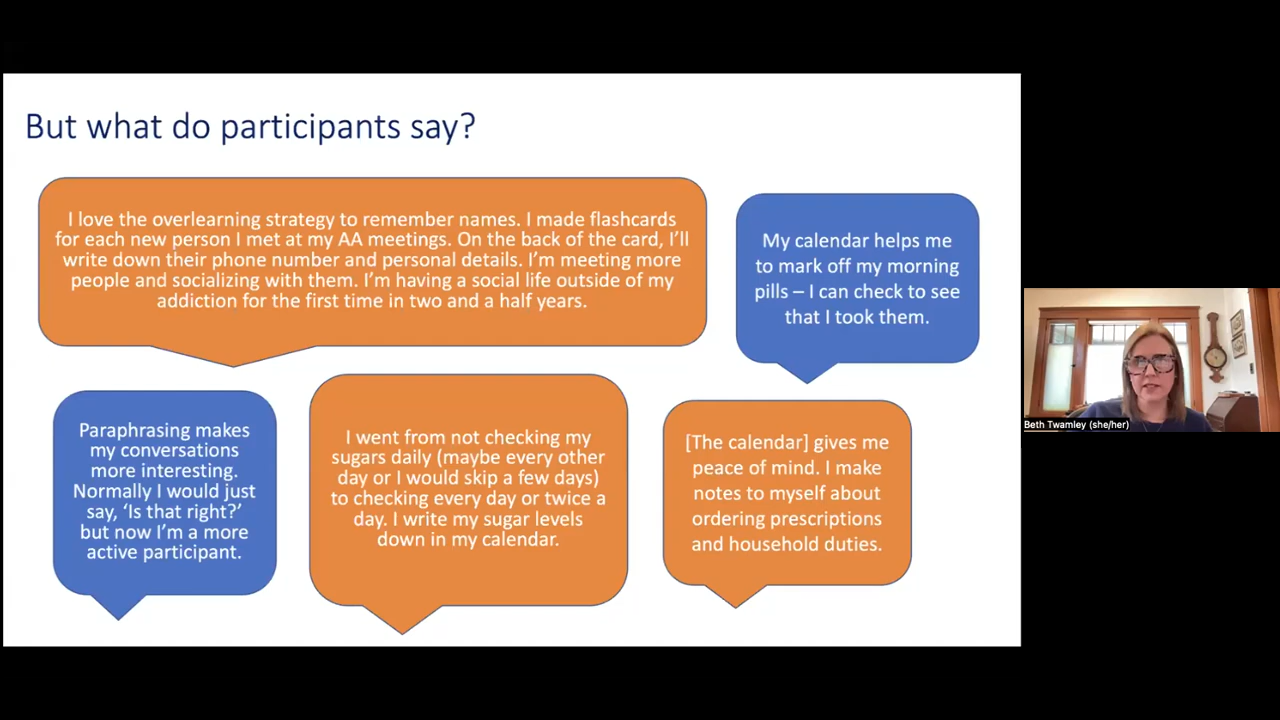 But what do participants say?
I love the overlearning strategy to remember names. I made flashcards
for each new person I met at my AA meetings. On the back of the card, I’ll
write down their phone number and personal details. I’m meeting more
people and socializing with them. I’m having a social life outside of my
addiction for the first time in two and a half years.
My calendar helps me
to mark off my morning
pills – I can check to see
that I took them.
Paraphrasing makes
my conversations
more interesting.
Normally I would just
say, ‘Is that right?’
but now I’m a more
active participant.
I went from not checking my
sugars daily (maybe every other
day or I would skip a few days)
to checking every day or twice a
day. I write my sugar levels
down in my calendar.
[The calendar] gives me
peace of mind. I make
notes to myself about
ordering prescriptions
and household duties.
Beth Twamley (she/her)